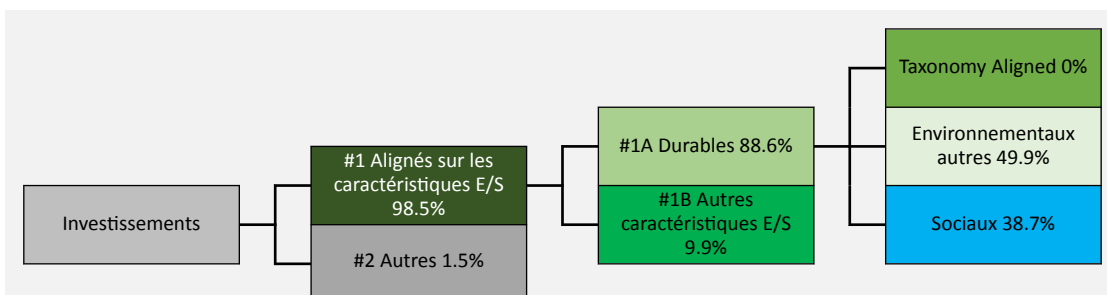 Investissements
#1 Alignés sur les
caractéristiques E/S
98.5%
#2 Autres 1.5%
#1A Durables 88.6%
#1B Autres
caractéristiques E/S
9.9%
Taxonomy Aligned 0%
Environnementaux
autres 49.9%
Sociaux 38.7%